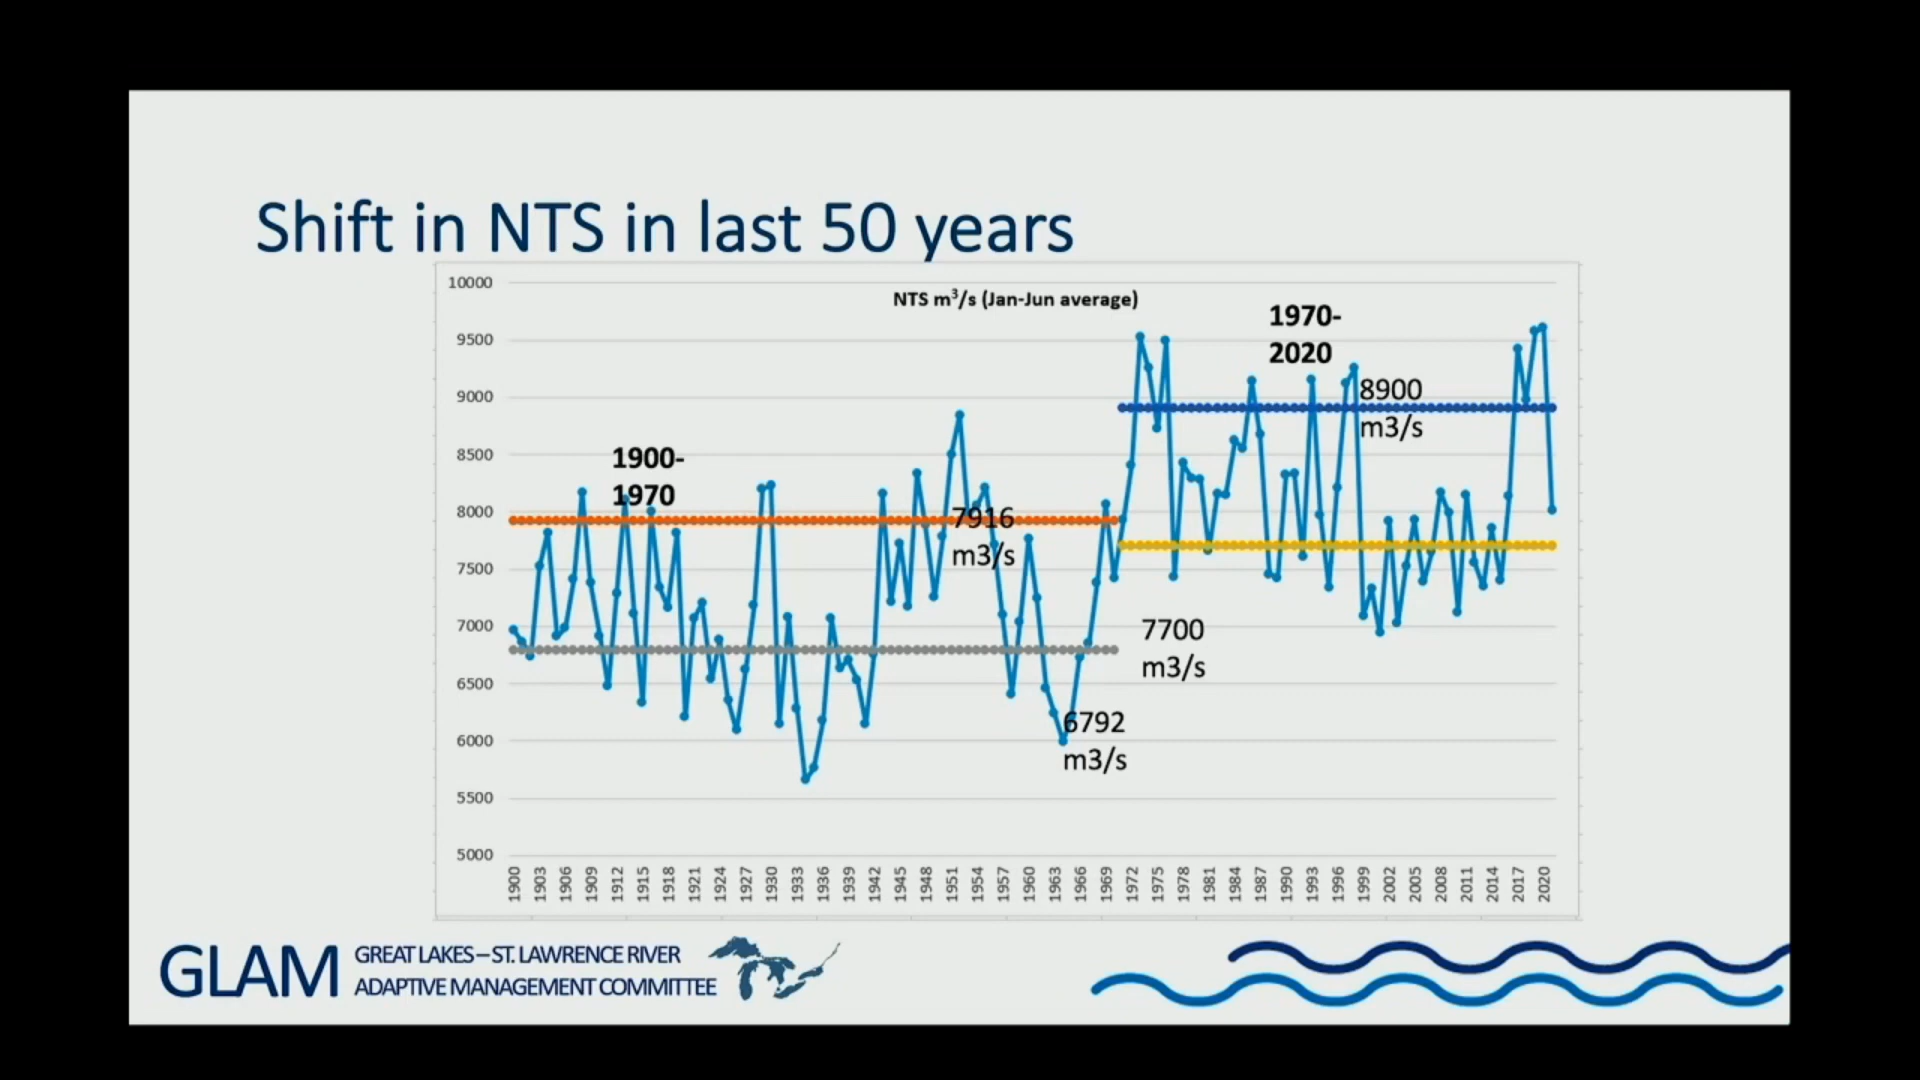 Shift in NTS in last 50 years
NTS m³/s (Jan-Jun average)
10000
9500
9000
8500
8000
7500
7000
6500
6000
5500
5000
1900-
1970
1970-
2020
8900
m3/s
7916
m3/s
7700
m3/s
6792
m3/s
1900 1903 1906 1909 1912 1915 1918 1921 1924 1927 1930 1933 1936 1939 1942 1945 1948 1951 1954 1957 1960 1963 1966 1969 1972 1975 1978 1981 1984 1987 1990 1993 1996 1999 2002 2005 2008 2011 2014 2017 2020
GLAM
GREAT LAKES – ST. LAWRENCE RIVER
ADAPTIVE MANAGEMENT COMMITTEE